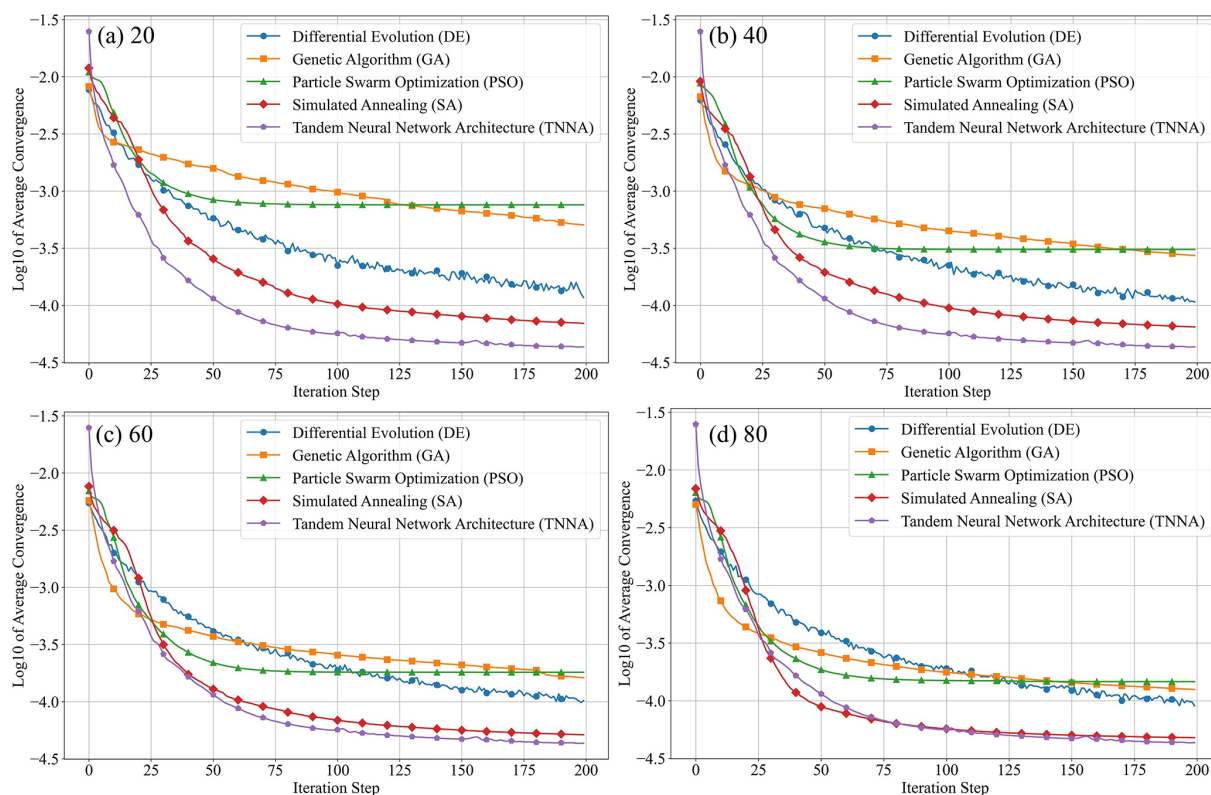 (a) 20
Differential Evolution (DE)
Genetic Algorithm (GA)
Particle Swarm Optimization (PSO)
Simulated Annealing (SA)
Tandem Neural Network Architecture (TNNA)
Log10 of Average Convergence
−1.5
−2.0
−2.5
−3.0
−3.5
−4.0
−4.5
0 25 50 75 100 125 150 175 200
Iteration Step
(b) 40
Differential Evolution (DE)
Genetic Algorithm (GA)
Particle Swarm Optimization (PSO)
Simulated Annealing (SA)
Tandem Neural Network Architecture (TNNA)
Log10 of Average Convergence
−1.5
−2.0
−2.5
−3.0
−3.5
−4.0
−4.5
0 25 50 75 100 125 150 175 200
Iteration Step
(c) 60
Differential Evolution (DE)
Genetic Algorithm (GA)
Particle Swarm Optimization (PSO)
Simulated Annealing (SA)
Tandem Neural Network Architecture (TNNA)
Log10 of Average Convergence
−1.5
−2.0
−2.5
−3.0
−3.5
−4.0
−4.5
0 25 50 75 100 125 150 175 200
Iteration Step
(d) 80
Differential Evolution (DE)
Genetic Algorithm (GA)
Particle Swarm Optimization (PSO)
Simulated Annealing (SA)
Tandem Neural Network Architecture (TNNA)
Log10 of Average Convergence
−1.5
−2.0
−2.5
−3.0
−3.5
−4.0
−4.5
0 25 50 75 100 125 150 175 200
Iteration Step